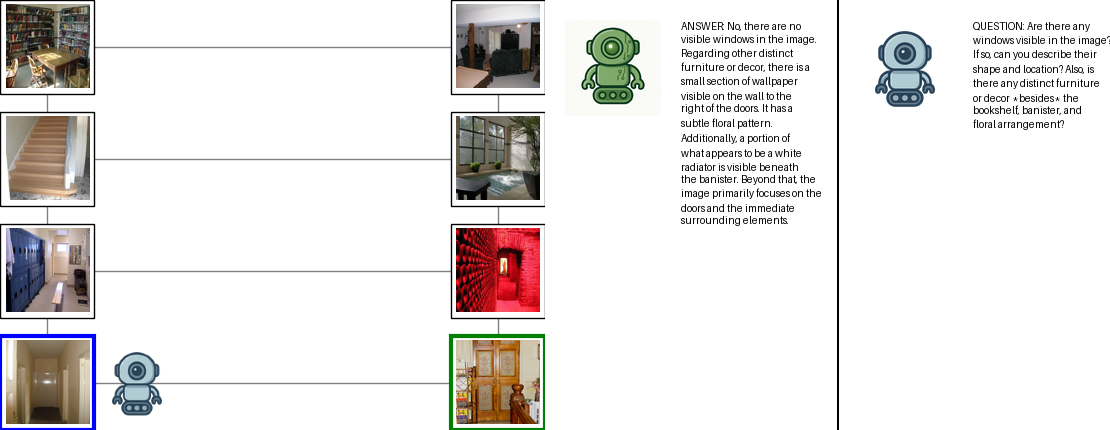 ANSWER: No, there are no
visible windows in the image.
Regarding other distinct
furniture or decor, there is a
small section of wallpaper
visible on the wall to the
right of the doors. It has a
subtle floral pattern.
Additionally, a portion of
what appears to be a white
radiator is visible beneath
the banister. Beyond that, the
image primarily focuses on the
doors and the immediate
surrounding elements.
QUESTION: Are there any
windows visible in the image?
If so, can you describe their
shape and location? Also, is
there any distinct furniture
or decor *besides* the
bookshelf, banister, and
floral arrangement?